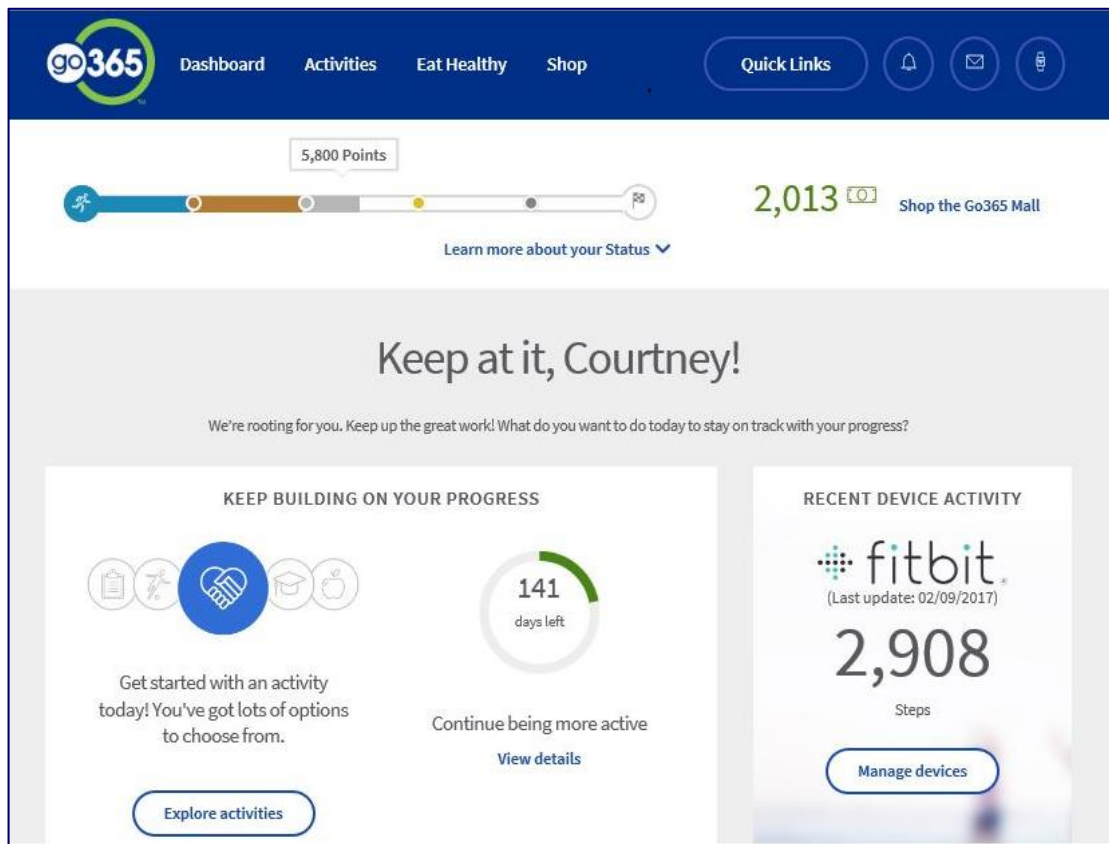 go365
Dashboard Activities Eat Healthy Shop Quick Links
5,800 Points
2,013 Shop the Go365 Mall
Learn more about your Status
Keep at it, Courtney!
We're rooting for you. Keep up the great work! What do you want to do today to stay on track with your progress?
KEEP BUILDING ON YOUR PROGRESS
141
days left
Get started with an activity
today! You've got lots of options
to choose from.
Continue being more active
View details
Explore activities
RECENT DEVICE ACTIVITY
fitbit
(Last update: 02/09/2017)
2,908
Steps
Manage devices